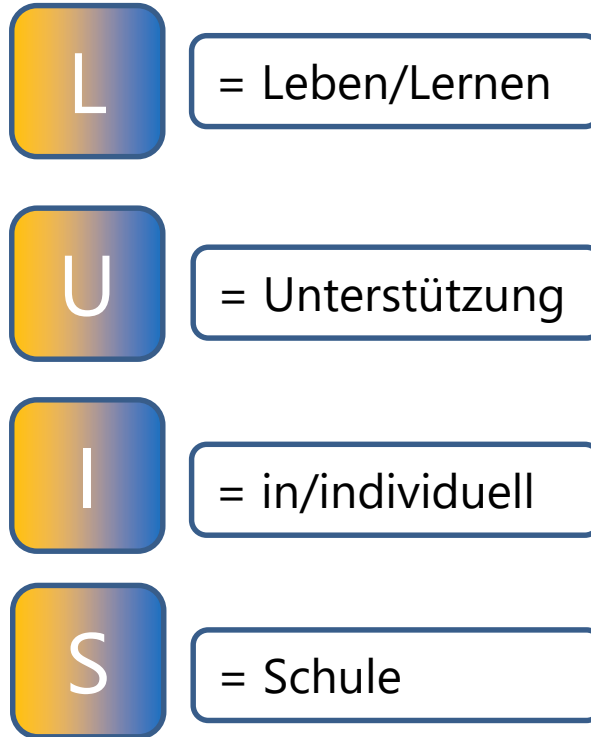 L = Leben/Lernen
U = Unterstützung
I = in/individuell
S = Schule